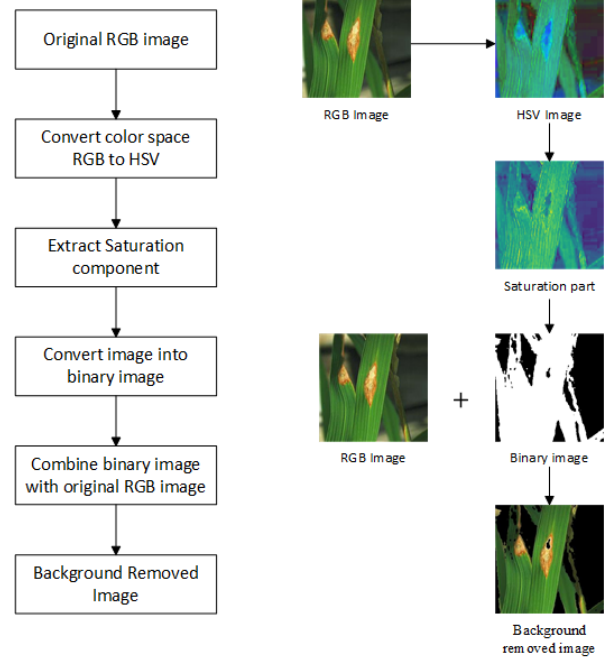 Original RGB image
Convert color space
RGB to HSV
Extract Saturation
component
Convert image into
binary image
Combine binary image
with original RGB image
Background Removed
Image
RGB Image
HSV Image
Saturation part
RGB Image
+
Binary image
Background
removed image